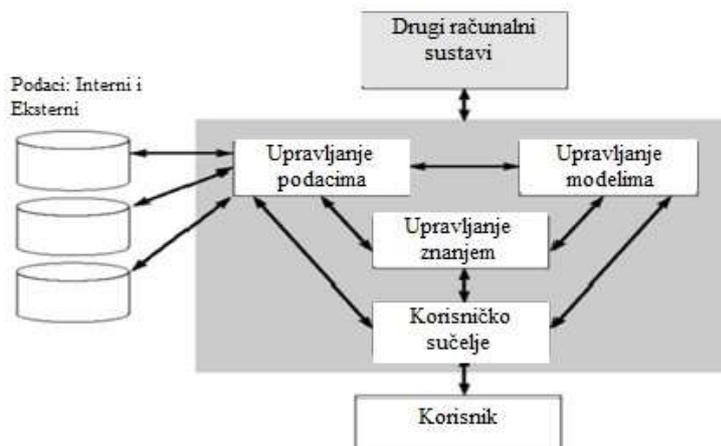 Drugi računalni
sustavi
Podaci: Interni i
Eksterni
Upravljanje
podacima
Upravljanje
modelima
Upravljanje
znanjem
Korisničko
sučelje
Korisnik